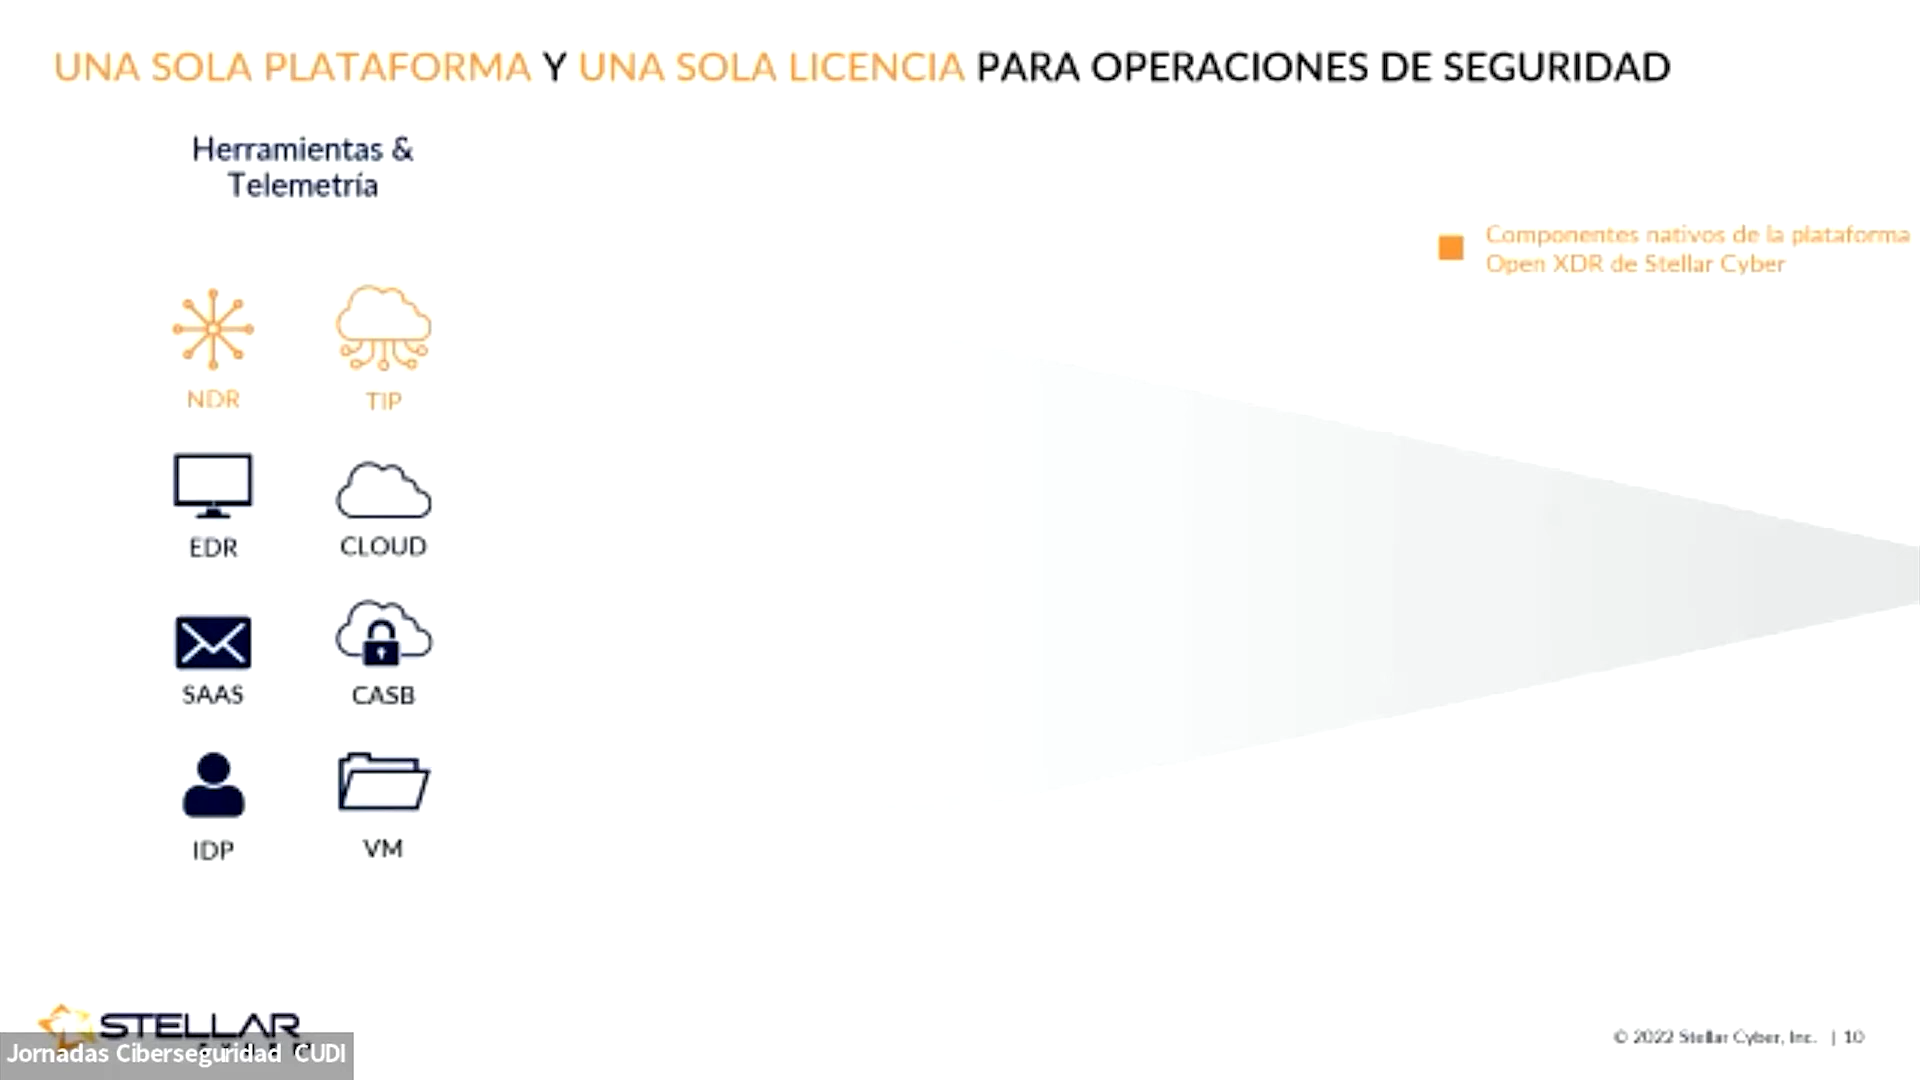 UNA SOLA PLATAFORMA Y UNA SOLA LICENCIA PARA OPERACIONES DE SEGURIDAD
Herramientas &
Telemetría
Componentes nativos de la plataforma
Open XDR de Stellar Cyber
NDR
TIP
EDR
CLOUD
SAAS
CASB
IDP
VM
STELLAR
Jornadas Ciberseguridad CUDI
© 2022 Stellar Cyber, Inc. | 10